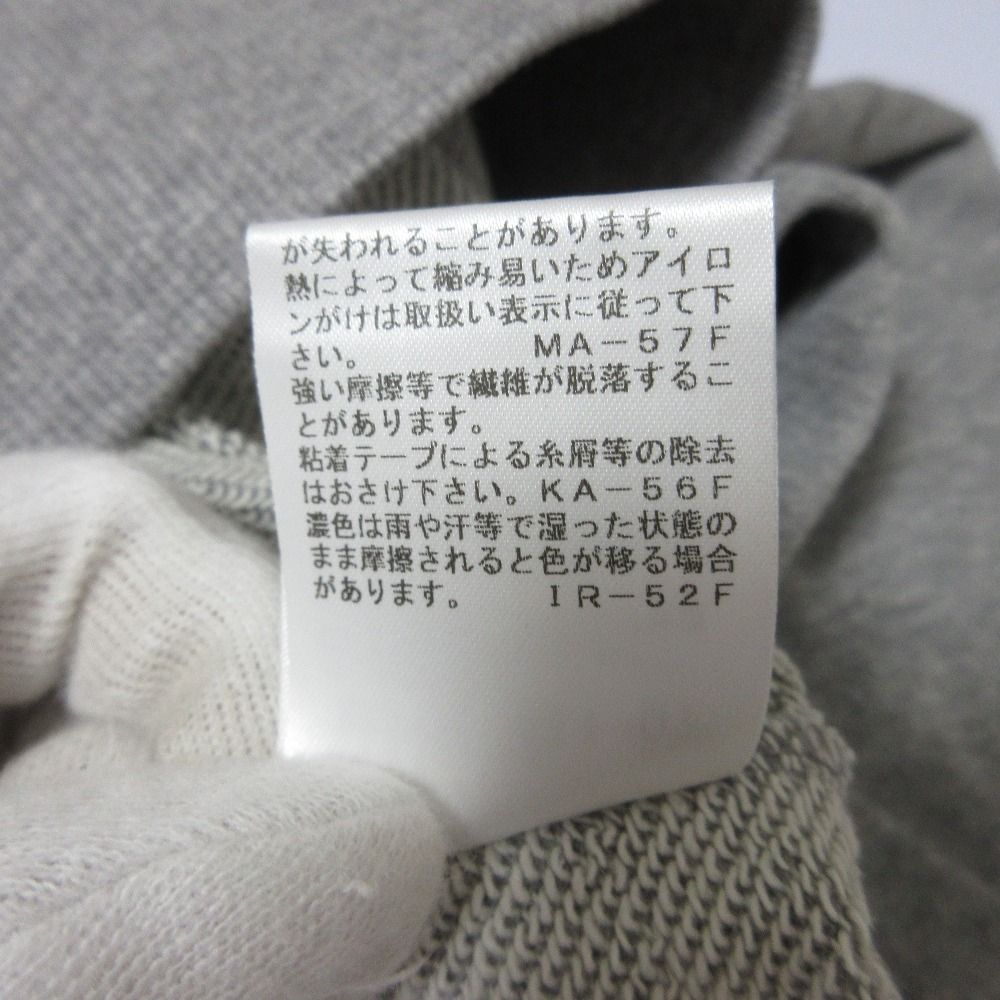 が失われることがあります。
熱によって縮み易いためアイロ
ンがけは取扱い表示に従って下
さい。 MA-57F
強い摩擦等で繊維が脱落するこ
とがあります。
粘着テープによる糸屑等の除去
はおさけ下さい。KA-56F
濃色は雨や汗等で湿った状態の
まま摩擦されると色が移る場合
があります。 IR-52F